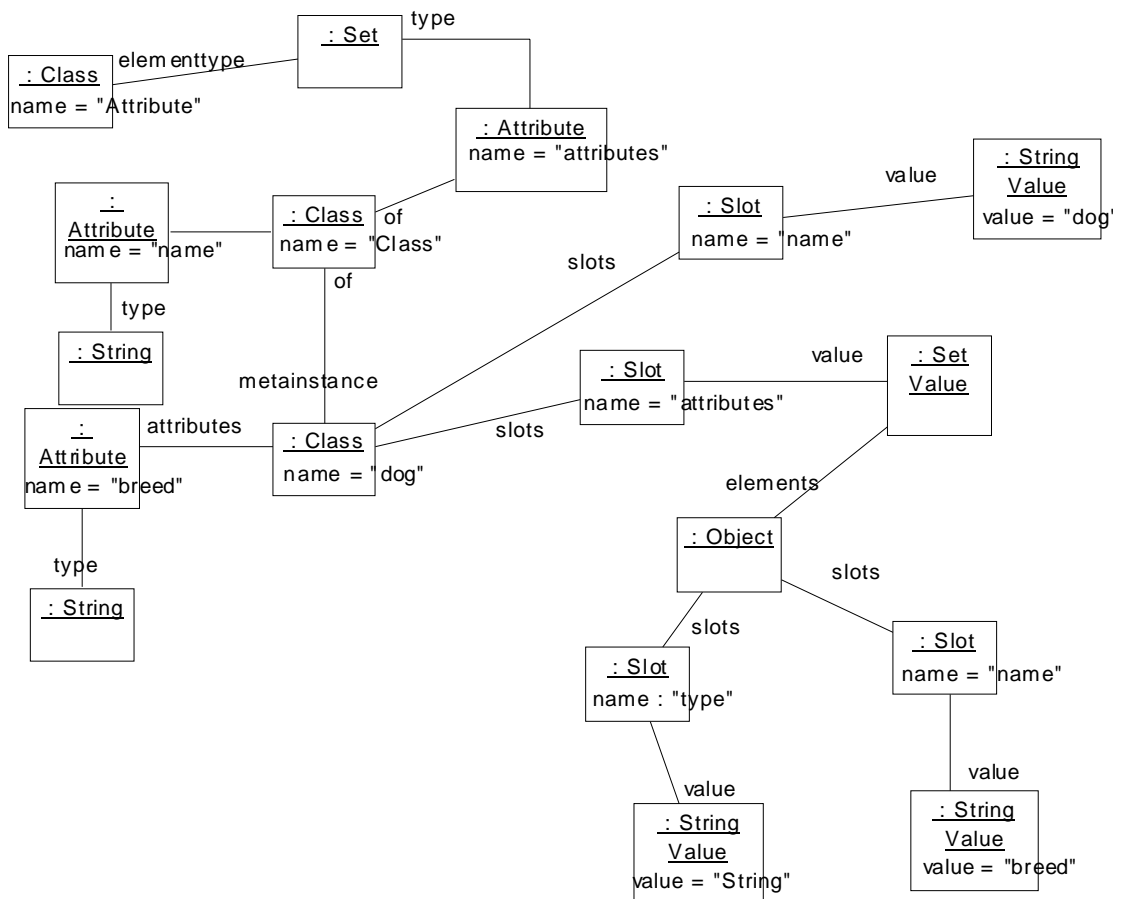 type
: Set
elementtype
: Class
name = "Attribute"
: Attribute
name = "attributes"
: String
Value
value = "dog'
value
:
Attribute
name = "name"
: Class
name = "Class"
of
: Slot
name = "name"
slots
of
type
: String
metainstance
: Slot
name = "attributes"
value
: Set
Value
:
Attribute
name = "breed"
attributes
: Class
name = "dog"
slots
elements
: Object
type
slots
: String
slots
: Slot
name = "name"
: Slot
name : "type"
value
value
: String
Value
value = "String"
: String
Value
value = "breed"